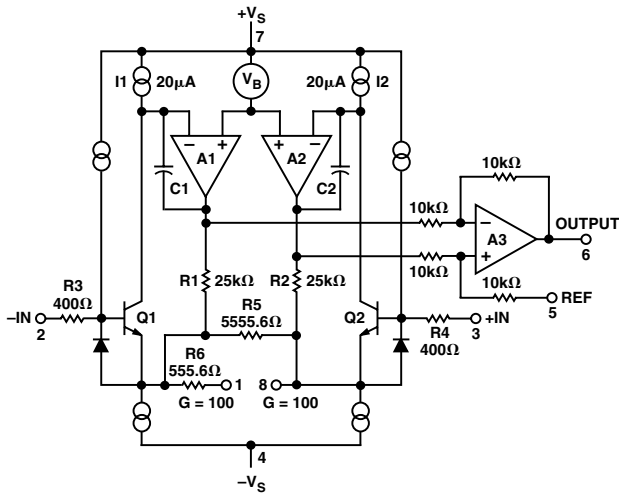 +VS
7
I1
20μA
VB
20μA
I2
–
+
A1
+
–
A2
C1
C2
10kΩ
10kΩ
–
A3
+
OUTPUT
6
10kΩ
10kΩ
REF
5
R1
25kΩ
R2
25kΩ
R3
400Ω
–IN
2
Q1
R5
5555.6Ω
Q2
R4
400Ω
+IN
3
R6
555.6Ω
1
G = 100
8
G = 100
4
–VS